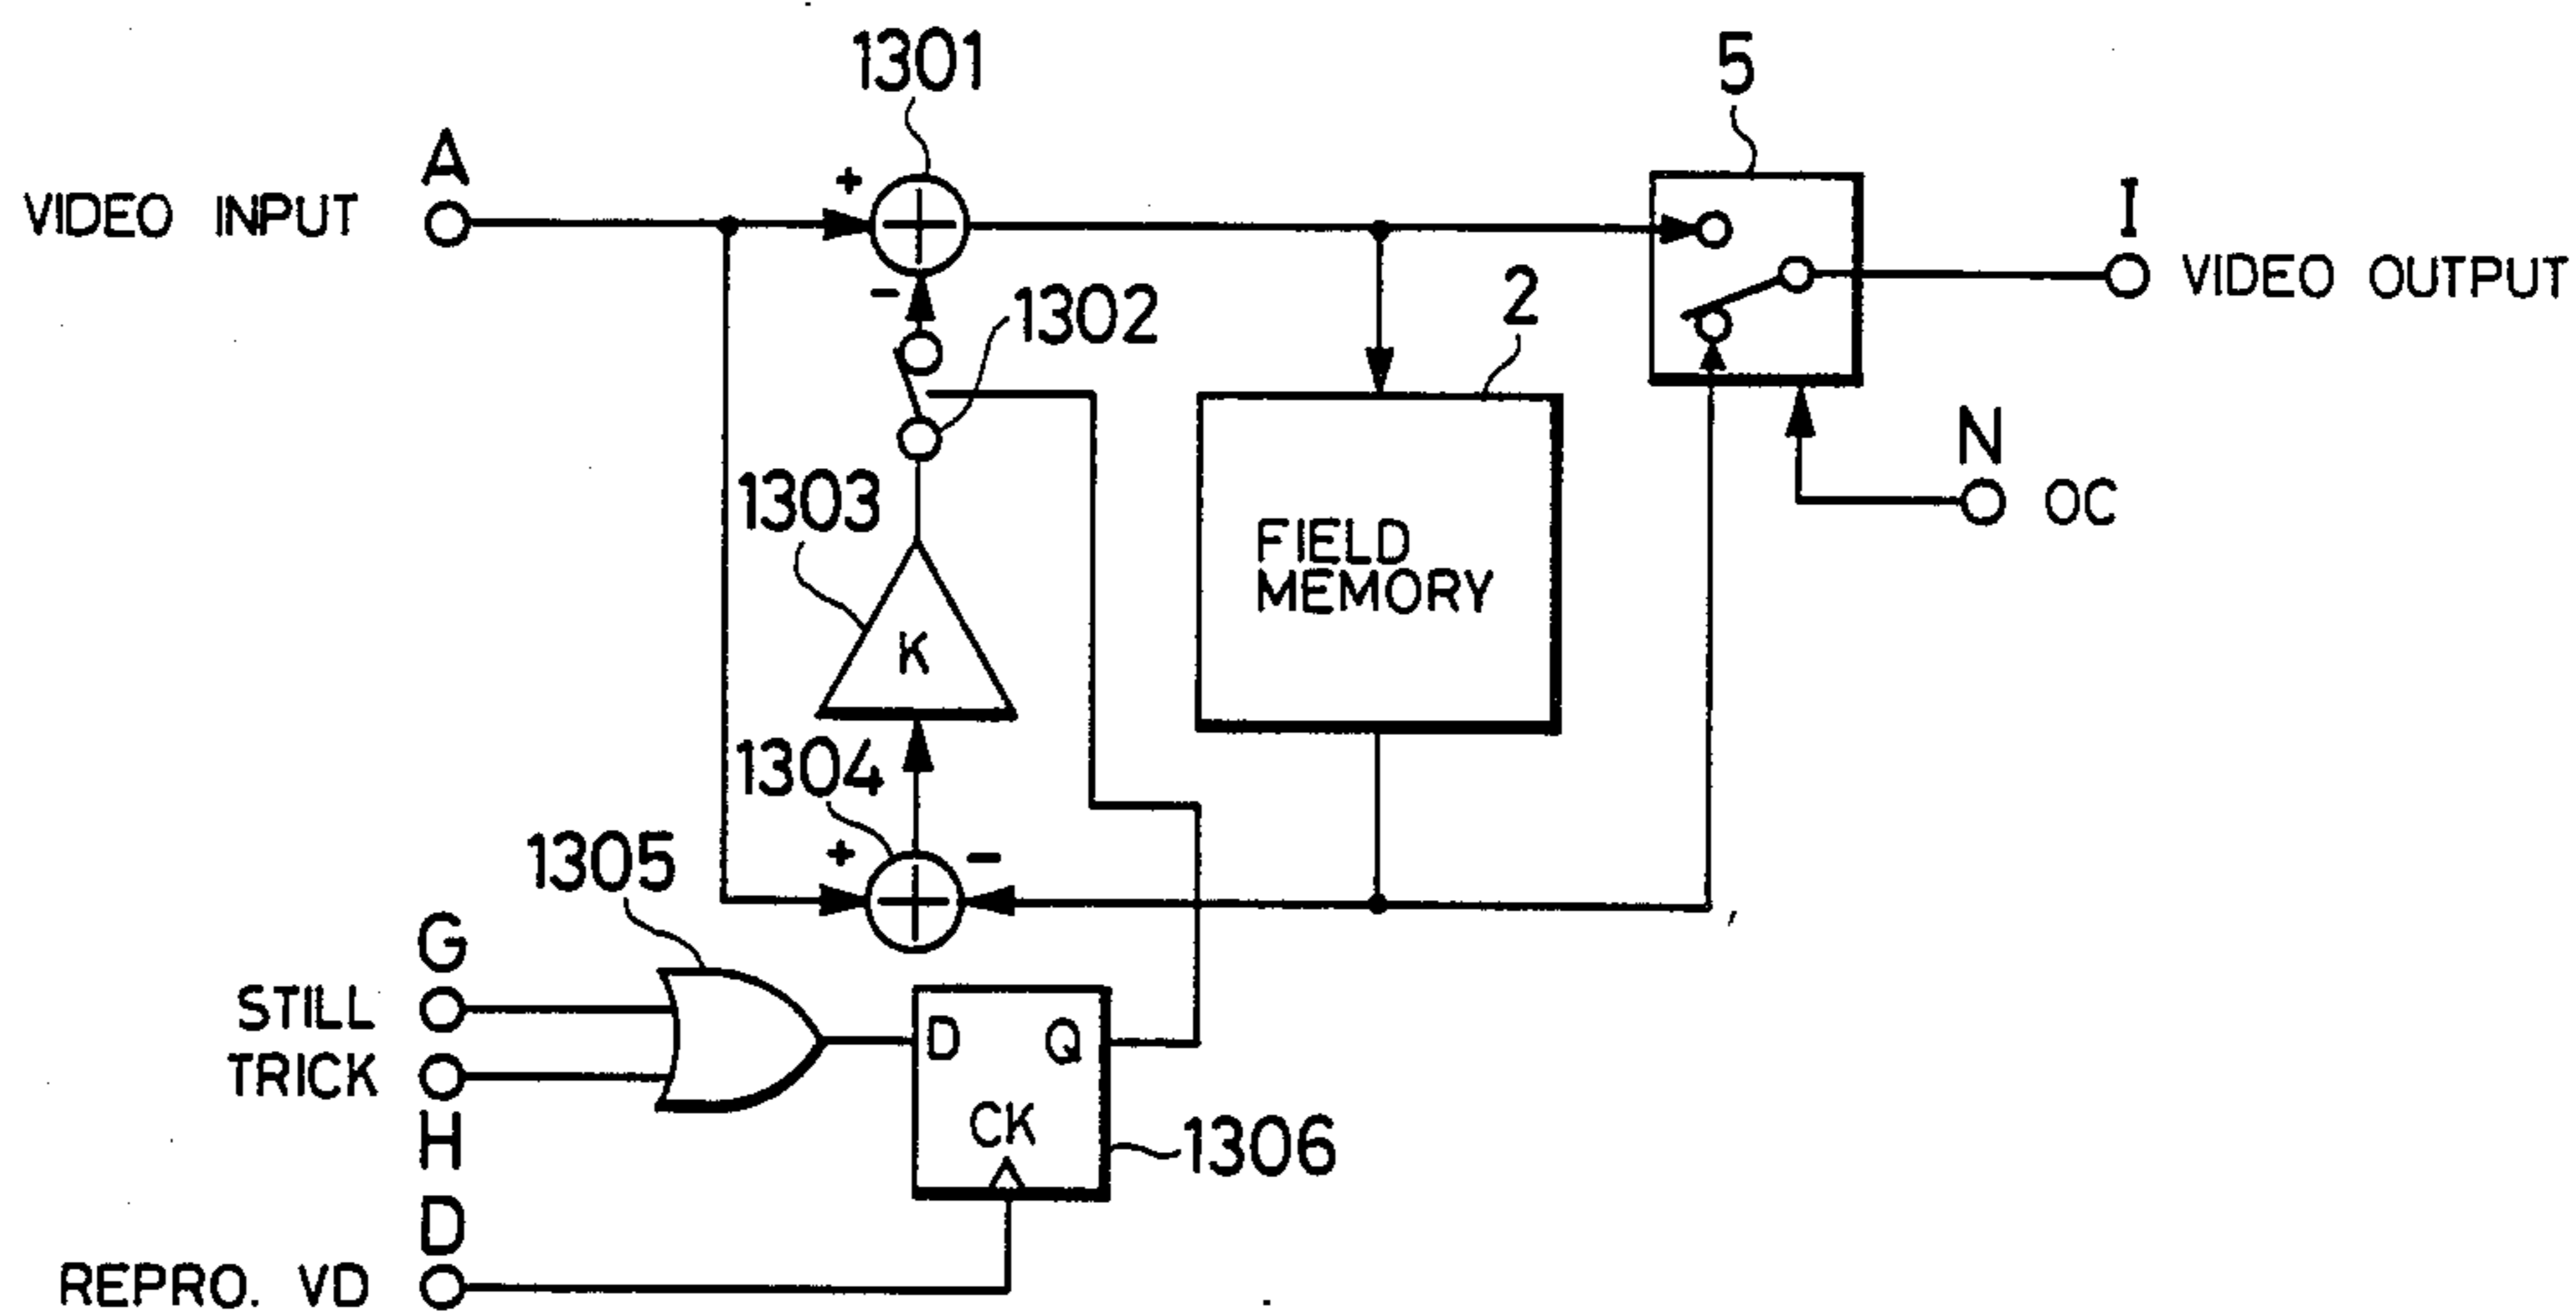 1301
5
A
VIDEO INPUT
+
-
1302
2
I
VIDEO OUTPUT
N
OC
1303
K
FIELD
MEMORY
1304
+
-
1305
G
STILL
TRICK
H
D
Q
CK
1306
D
REPRO. VD